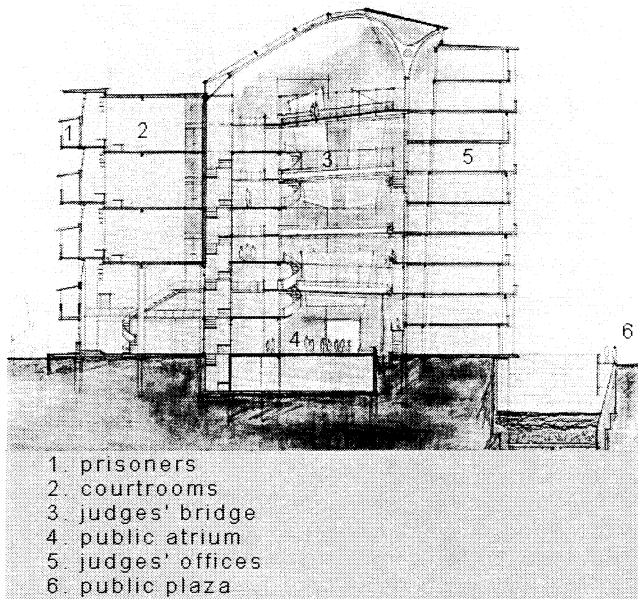 1
2
3
5
4
6
1. prisoners
2. courtrooms
3. judges' bridge
4. public atrium
5. judges' offices
6. public plaza